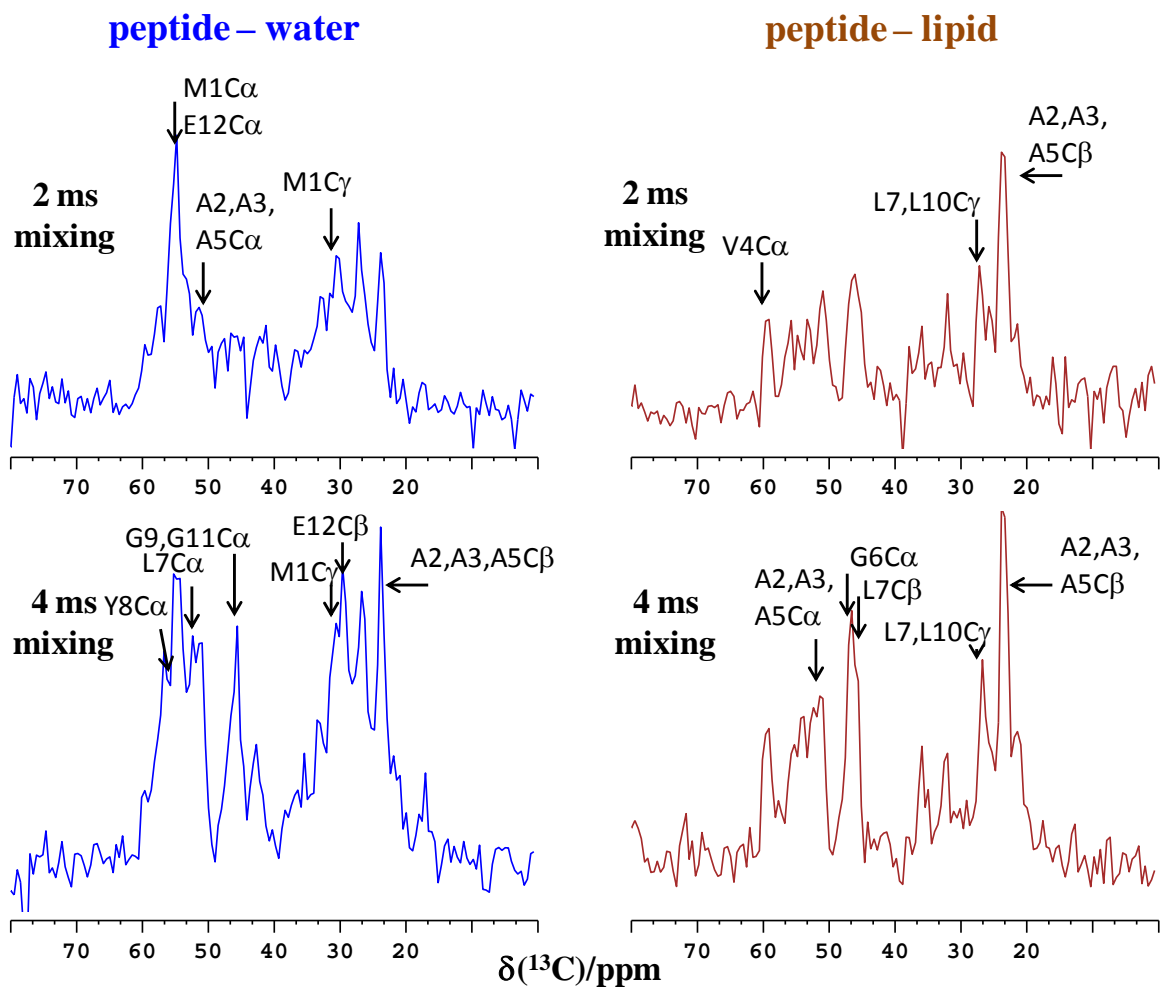 peptide – water
peptide – lipid
M1Cα
E12Cα
2 ms
mixing
A2,A3,
A5Cα
M1Cγ
70 60 50 40 30 20
2 ms
mixing
V4Cα
L7,L10Cγ
A2,A3,
A5Cβ
70 60 50 40 30 20
G9,G11Cα
L7Cα
Y8Cα
4 ms
mixing
E12Cβ
M1Cγ
A2,A3,A5Cβ
70 60 50 40 30 20
4 ms
mixing
A2,A3,
A5Cα
G6Cα
L7Cβ
L7,L10Cγ
A2,A3,
A5Cβ
70 60 50 40 30 20
δ(¹³C)/ppm